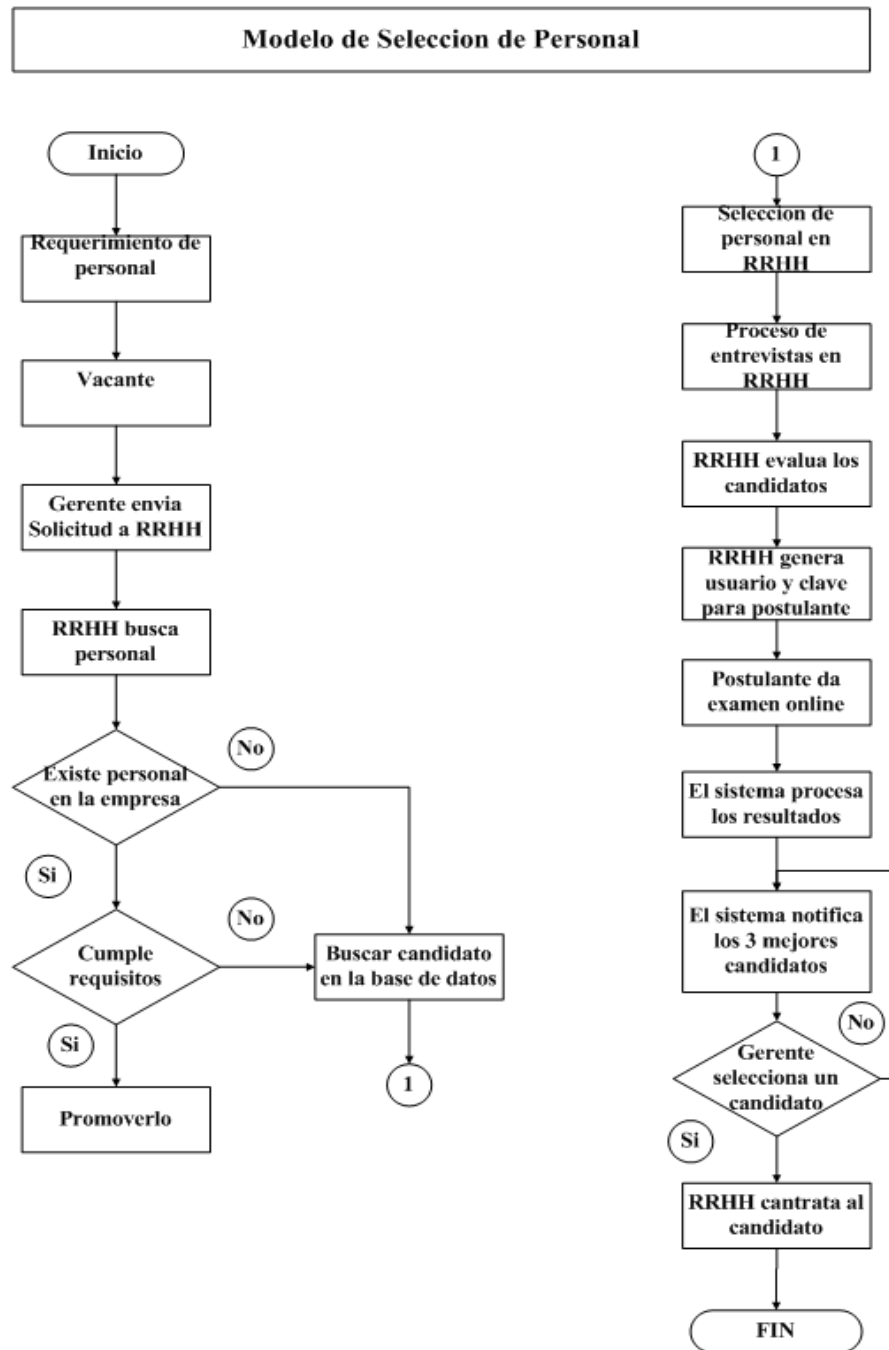 Modelo de Seleccion de Personal
Inicio
Requerimiento de
personal
Vacante
Gerente envia
Solicitud a RRHH
RRHH busca
personal
No
Existe personal
en la empresa
Si
No
Cumple
requisitos
Buscar candidato
en la base de datos
Si
1
Promoverlo
1
Seleccion de
personal en
RRHH
Proceso de
entrevistas en
RRHH
RRHH evalua los
candidatos
RRHH genera
usuario y clave
para postulante
Postulante da
examen online
El sistema procesa
los resultados
El sistema notifica
los 3 mejores
candidatos
No
Gerente
selecciona un
candidato
Si
RRHH cantrata al
candidato
FIN